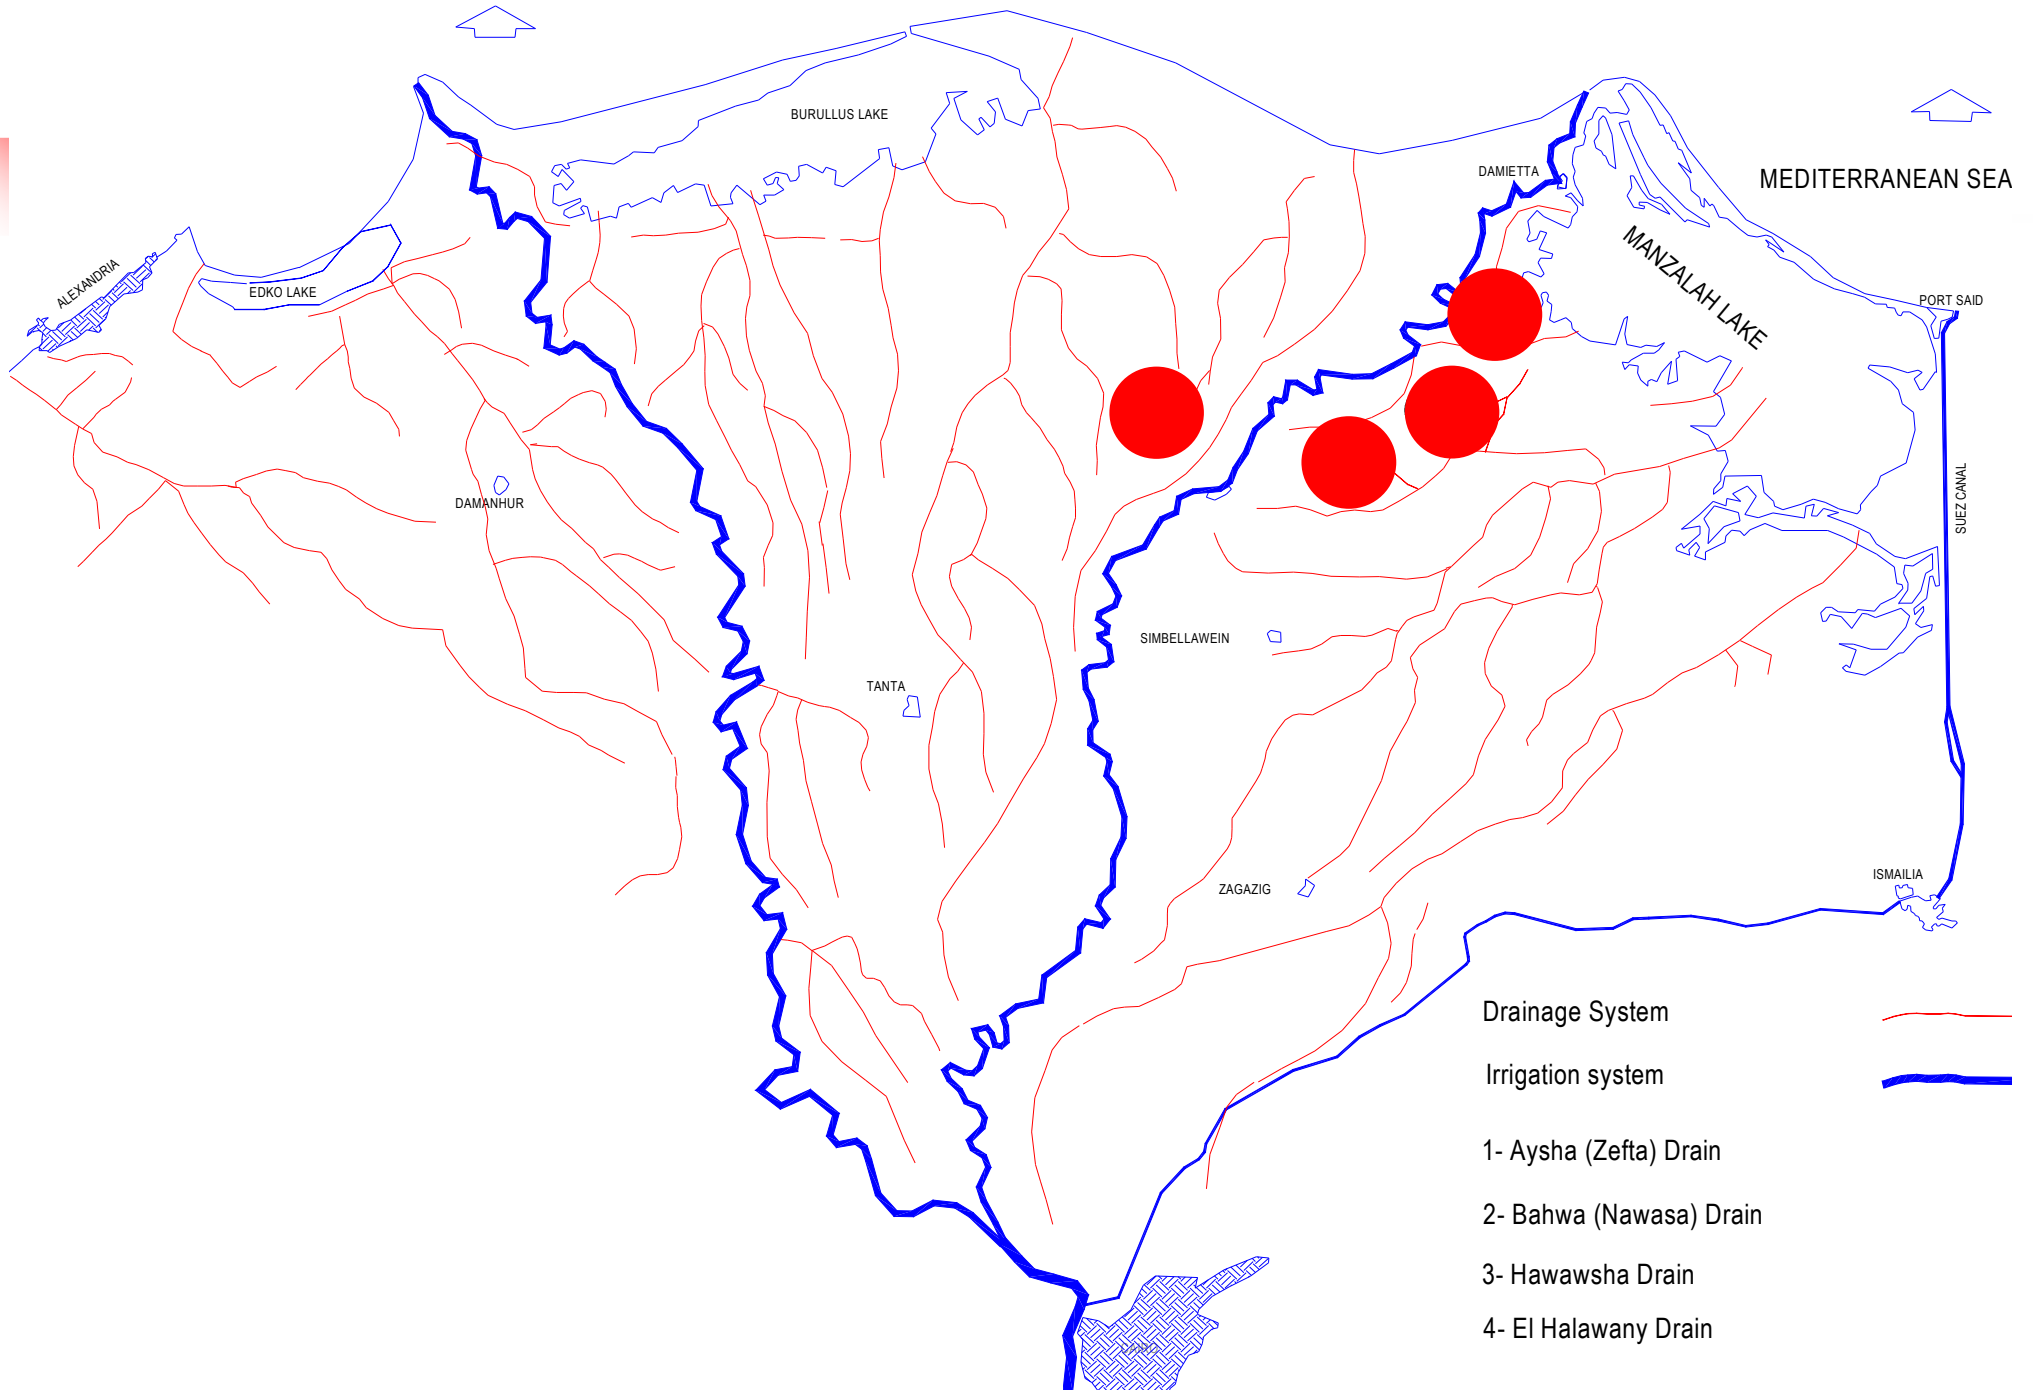 BURULLUS LAKE
DAMIETTA
MEDITERRANEAN SEA
MANZALAH LAKE
ALEXANDRIA
EDKO LAKE
PORT SAID
DAMANHUR
SUEZ CANAL
SIMBELLAWEIN
TANTA
ZAGAZIG
ISMAILIA
Drainage System
Irrigation system
1- Aysha (Zefta) Drain
2- Bahwa (Nawasa) Drain
3- Hawawsha Drain
4- El Halawany Drain
CAIRO